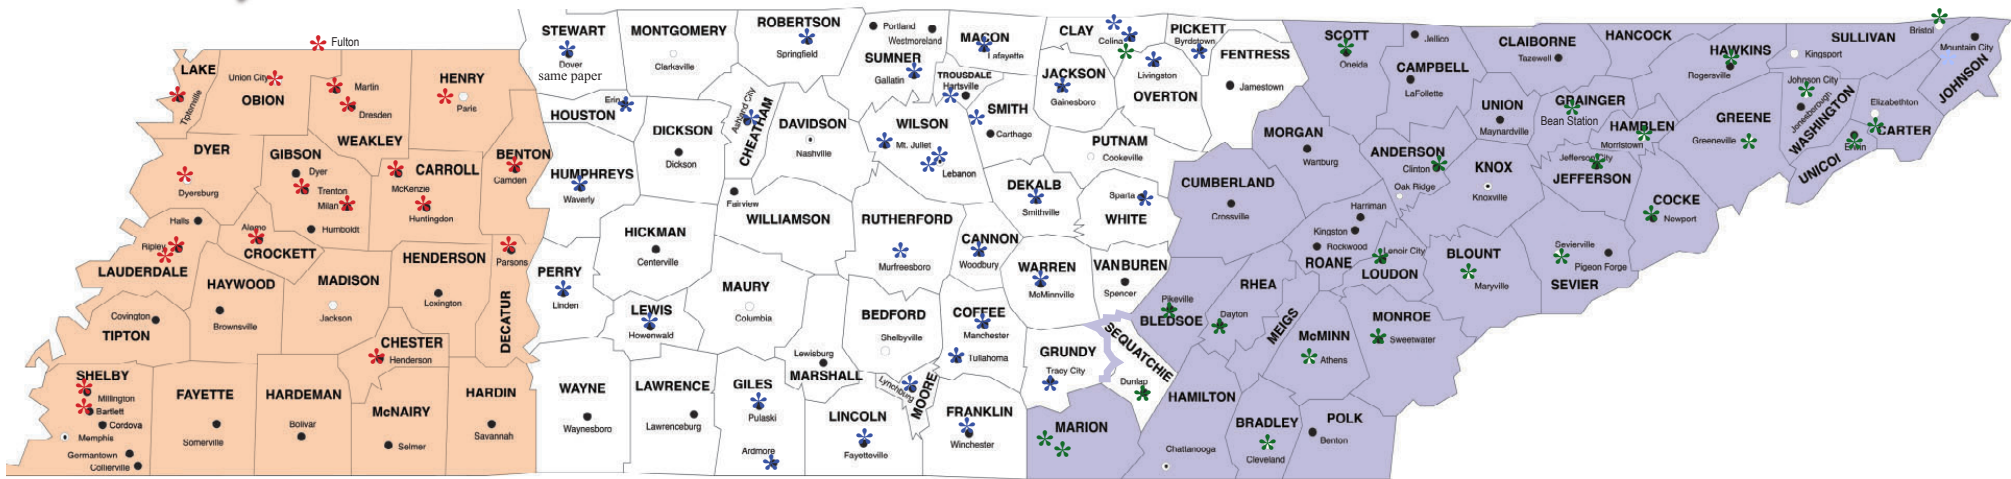 Fulton
LAKE
Tiptonville
Union City
OBION
Martin
Dresden
WEAKLEY
HENRY
Paris
DYER
Dyersburg
GIBSON
Dyer
Trenton
Milan
Humboldt
CARROLL
McKenzie
Huntingdon
BENTON
Camden
Halls
Ripley
LAUDERDALE
Alamo
CROCKETT
HAYWOOD
Brownsville
MADISON
Jackson
HENDERSON
Lexington
Parsons
DECATUR
Covington
TIPTON
CHESTER
Henderson
SHELBY
Millington
Bartlett
Cordova
Memphis
Germantown
Collierville
FAYETTE
Somerville
HARDEMAN
Bolivar
McNAIRY
Selmer
HARDIN
Savannah
STEWART
Dover
same paper
MONTGOMERY
Clarksville
ROBERTSON
Springfield
Portland
Westmoreland
SUMNER
Gallatin
MACON
Lafayette
TROUSDALE
Hartsville
CLAY
Celina
PICKETT
Byrdstown
FENTRESS
Jamestown
JACKSON
Gainesboro
Livingston
OVERTON
Erin
HOUSTON
DICKSON
Dickson
Ashland City
CHEATHAM
DAVIDSON
Nashville
WILSON
Mt. Juliet
Lebanon
SMITH
Carthage
PUTNAM
Cookeville
HUMPHREYS
Waverly
Fairview
WILLIAMSON
RUTHERFORD
Murfreesboro
DEKALB
Smithville
Sparta
WHITE
HICKMAN
Centerville
CANNON
Woodbury
WARREN
McMinnville
VAN BUREN
Spencer
PERRY
Linden
LEWIS
Howenwald
MAURY
Columbia
BEDFORD
Shelbyville
COFFEE
Manchester
Tullahoma
GRUNDY
Tracy City
SEQUATCHIE
Dunlap
WAYNE
Waynesboro
LAWRENCE
Lawrenceburg
GILES
Pulaski
Ardmore
Lewisburg
MARSHALL
Lynchburg
MOORE
LINCOLN
Fayetteville
FRANKLIN
Winchester
MARION
SCOTT
Oneida
Jellico
CAMPBELL
LaFollette
CLAIBORNE
Tazewell
HANCOCK
HAWKINS
Rogersville
SULLIVAN
Kingsport
Bristol
Mountain City
JOHNSON
Johnson City
Jonesborough
WASHINGTON
Elizabethton
CARTER
Erwin
UNICOI
GREENE
Greeneville
UNION
Maynardville
GRAINGER
Bean Station
HAMBLEN
Morristown
Jefferson City
JEFFERSON
COCKE
Newport
MORGAN
Wartburg
ANDERSON
Clinton
Oak Ridge
KNOX
Knoxville
CUMBERLAND
Crossville
Harriman
Kingston
Rockwood
ROANE
Lenoir City
LOUDON
BLOUNT
Maryville
Sevierville
Pigeon Forge
SEVIER
Pikeville
BLEDSOE
RHEA
Dayton
MEIGS
McMINN
Athens
MONROE
Sweetwater
HAMILTON
Chattanooga
BRADLEY
Cleveland
POLK
Benton